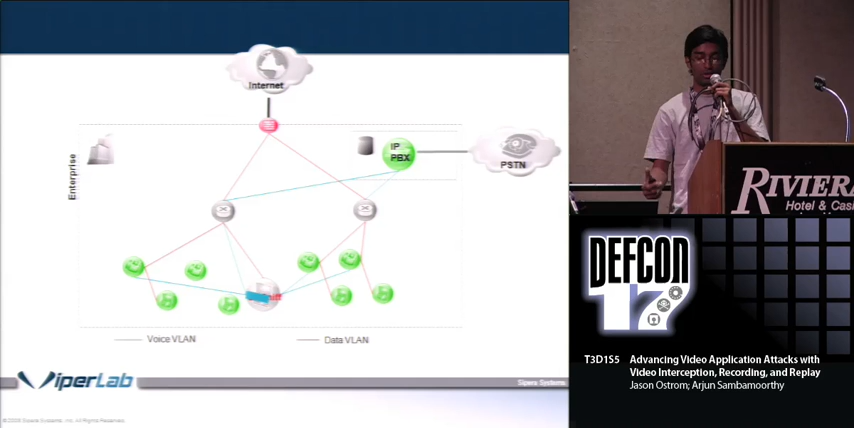 Internet
Enterprise
IP
PBX
PSTN
Voice VLAN
Data VLAN
ViperLab
Sipera Systems
RIVIERA
Hotel & Cas
DEFCON
17
T3D1S5 Advancing Video Application Attacks with
Video Interception, Recording, and Replay
Jason Ostrom; Arjun Sambamoorthy